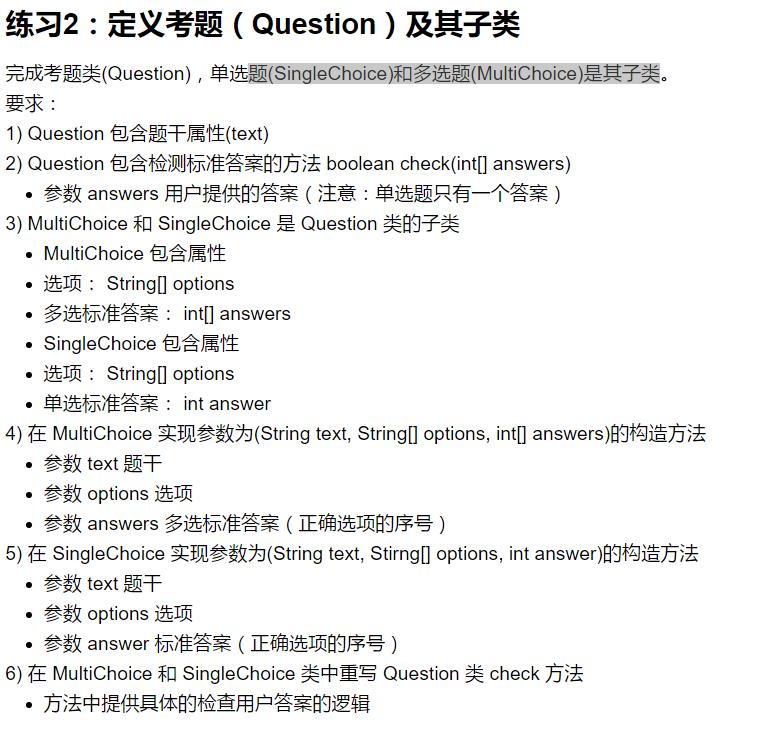 练习2：定义考题（Question）及其子类
完成考题类(Question)，单选题(SingleChoice)和多选题(MultiChoice)是其子类。
要求：
1) Question 包含题干属性(text)
2) Question 包含检测标准答案的方法 boolean check(int[] answers)
• 参数 answers 用户提供的答案（注意：单选题只有一个答案）
3) MultiChoice 和 SingleChoice 是 Question 类的子类
• MultiChoice 包含属性
• 选项： String[] options
• 多选标准答案： int[] answers
• SingleChoice 包含属性
• 选项： String[] options
• 单选标准答案： int answer
4) 在 MultiChoice 实现参数为(String text, String[] options, int[] answers)的构造方法
• 参数 text 题干
• 参数 options 选项
• 参数 answers 多选标准答案（正确选项的序号）
5) 在 SingleChoice 实现参数为(String text, Stirng[] options, int answer)的构造方法
• 参数 text 题干
• 参数 options 选项
• 参数 answer 标准答案（正确选项的序号）
6) 在 MultiChoice 和 SingleChoice 类中重写 Question 类 check 方法
• 方法中提供具体的检查用户答案的逻辑